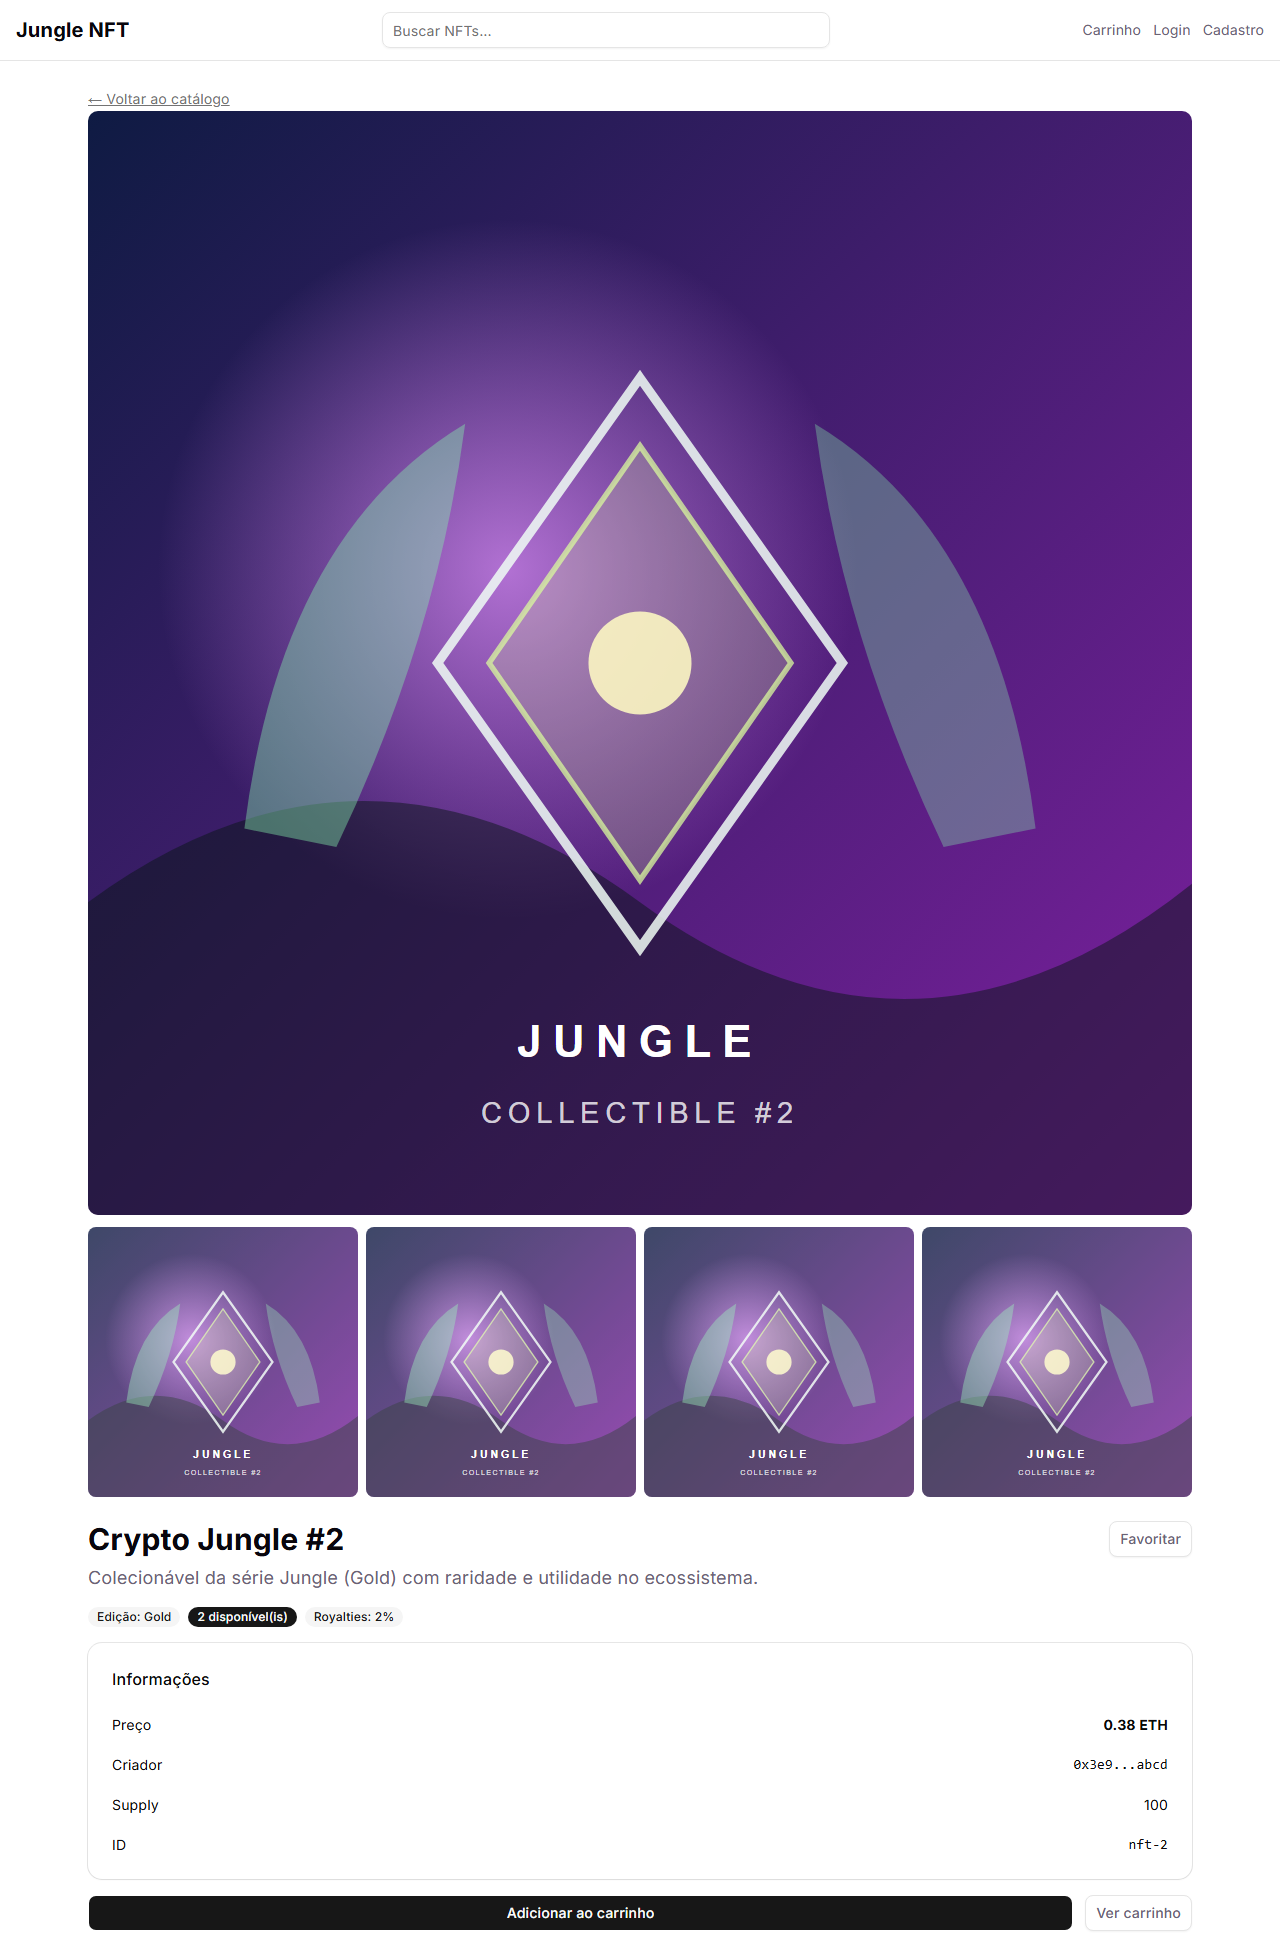 Jungle NFT
Buscar NFTs...
Carrinho Login Cadastro
← Voltar ao catálogo
JUNGLE
COLLECTIBLE #2
JUNGLE
COLLECTIBLE #2
JUNGLE
COLLECTIBLE #2
JUNGLE
COLLECTIBLE #2
JUNGLE
COLLECTIBLE #2
Crypto Jungle #2
Favoritar
Colecionável da série Jungle (Gold) com raridade e utilidade no ecossistema.
Edição: Gold 2 disponível(is) Royalties: 2%
Informações
Preço 0.38 ETH
Criador 0x3e9...abcd
Supply 100
ID nft-2
Adicionar ao carrinho Ver carrinho